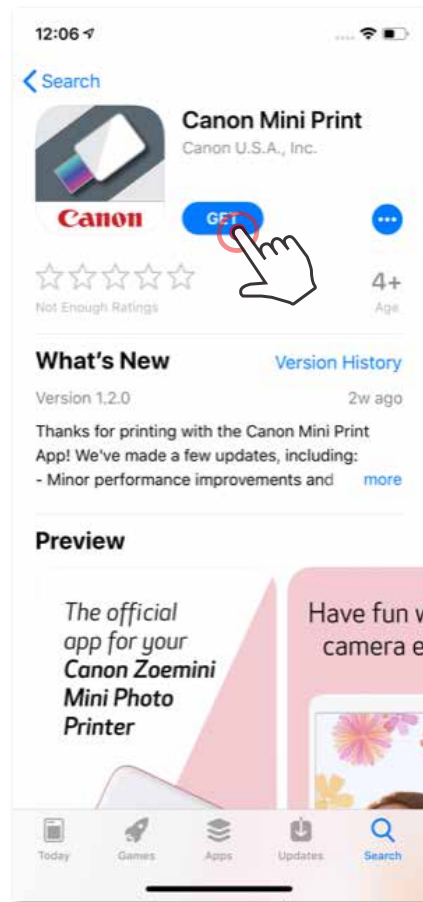 12:06
Search
Canon Mini Print
Canon U.S.A., Inc.
Canon
GET
4+
Not Enough Ratings
Age
What's New
Version History
Version 1.2.0
2w ago
Thanks for printing with the Canon Mini Print
App! We've made a few updates, including:
- Minor performance improvements and more
Preview
The official
app for your
Canon Zoemini
Mini Photo
Printer
Have fun w
camera e
Today
Games
Apps
Updates
Search